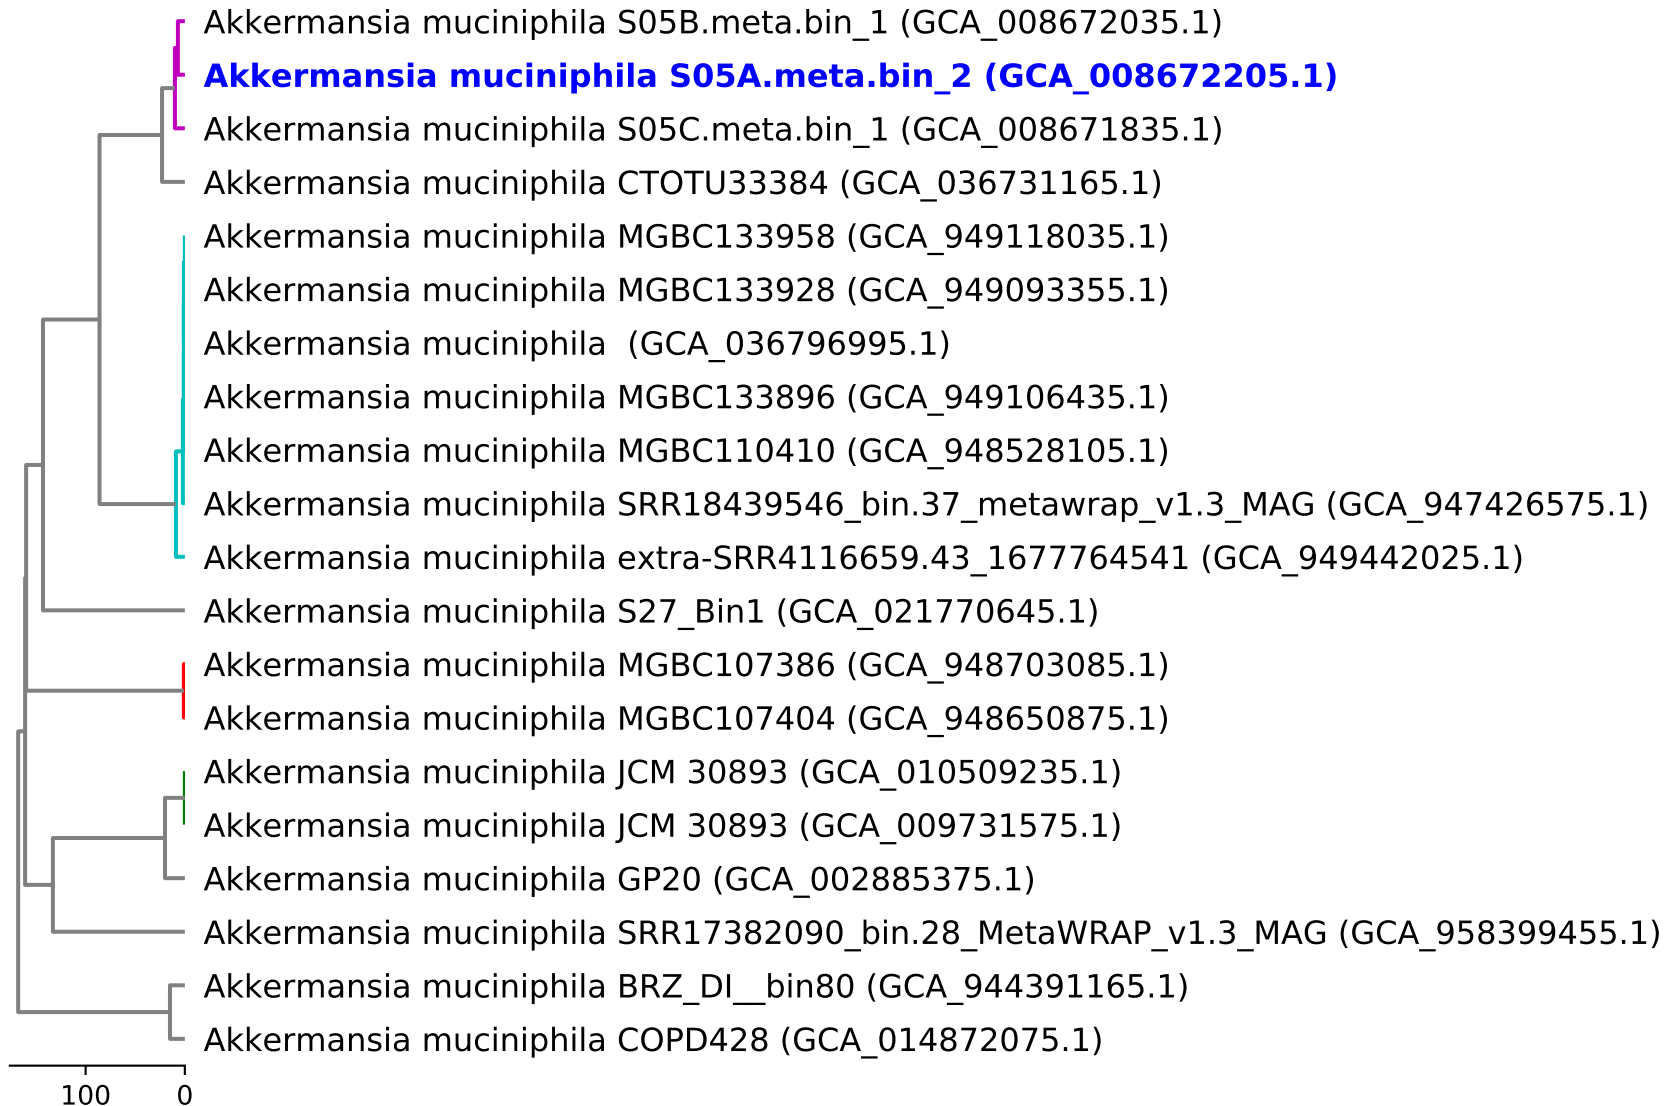 Akkermansia muciniphila S05B.meta.bin_1 (GCA_008672035.1)
Akkermansia muciniphila S05A.meta.bin_2 (GCA_008672205.1)
Akkermansia muciniphila S05C.meta.bin_1 (GCA_008671835.1)
Akkermansia muciniphila CTOTU33384 (GCA_036731165.1)
Akkermansia muciniphila MGBC133958 (GCA_949118035.1)
Akkermansia muciniphila MGBC133928 (GCA_949093355.1)
Akkermansia muciniphila  (GCA_036796995.1)
Akkermansia muciniphila MGBC133896 (GCA_949106435.1)
Akkermansia muciniphila MGBC110410 (GCA_948528105.1)
Akkermansia muciniphila SRR18439546_bin.37_metawrap_v1.3_MAG (GCA_947426575.1)
Akkermansia muciniphila extra-SRR4116659.43_1677764541 (GCA_949442025.1)
Akkermansia muciniphila S27_Bin1 (GCA_021770645.1)
Akkermansia muciniphila MGBC107386 (GCA_948703085.1)
Akkermansia muciniphila MGBC107404 (GCA_948650875.1)
Akkermansia muciniphila JCM 30893 (GCA_010509235.1)
Akkermansia muciniphila JCM 30893 (GCA_009731575.1)
Akkermansia muciniphila GP20 (GCA_002885375.1)
Akkermansia muciniphila SRR17382090_bin.28_MetaWRAP_v1.3_MAG (GCA_958399455.1)
Akkermansia muciniphila BRZ_DI__bin80 (GCA_944391165.1)
Akkermansia muciniphila COPD428 (GCA_014872075.1)
100 0